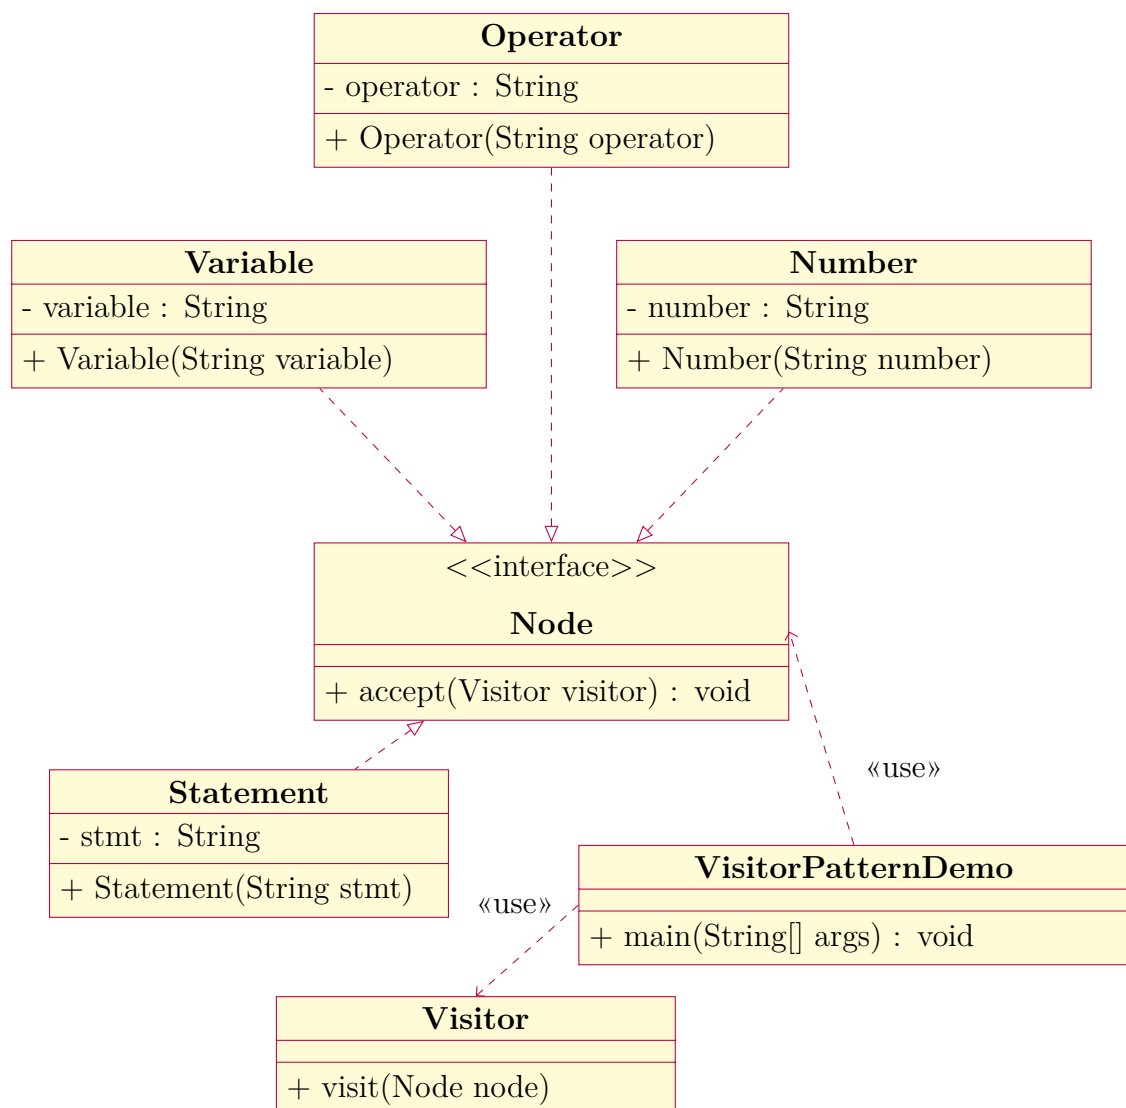 Operator
- operator : String
+ Operator(String operator)
Variable
- variable : String
+ Variable(String variable)
Number
- number : String
+ Number(String number)
<<interface>>
Node
+ accept(Visitor visitor) : void
«use»
Statement
- stmt : String
+ Statement(String stmt)
VisitorPatternDemo
+ main(String[] args) : void
«use»
Visitor
+ visit(Node node)